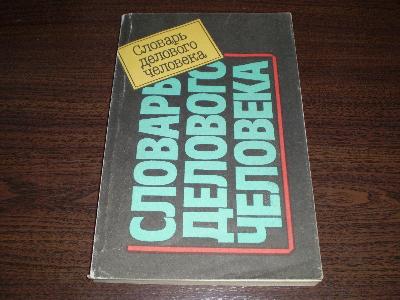 Словарь
делового
человека
СЛОВАРЬ
ДЕЛОВОГО
ЧЕЛОВЕКА